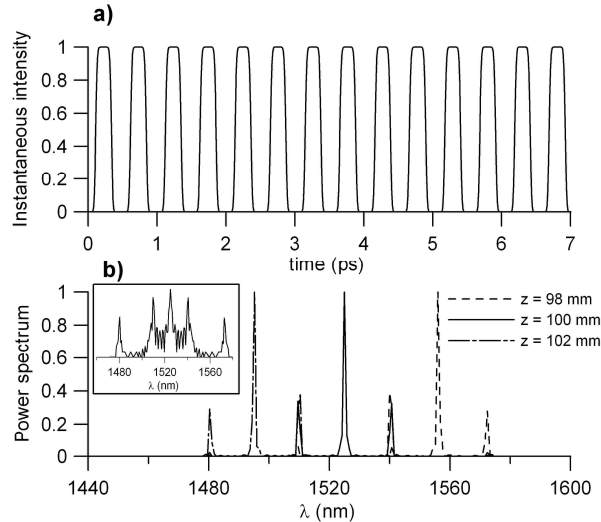 a)
Instantaneous intensity
1
0.8
0.6
0.4
0.2
0
0 1 2 3 4 5 6 7
time (ps)
b)
Power spectrum
1
0.8
0.6
0.4
0.2
0
1480 1520 1560
λ (nm)
z = 98 mm
z = 100 mm
z = 102 mm
1440 1480 1520 1560 1600
λ (nm)